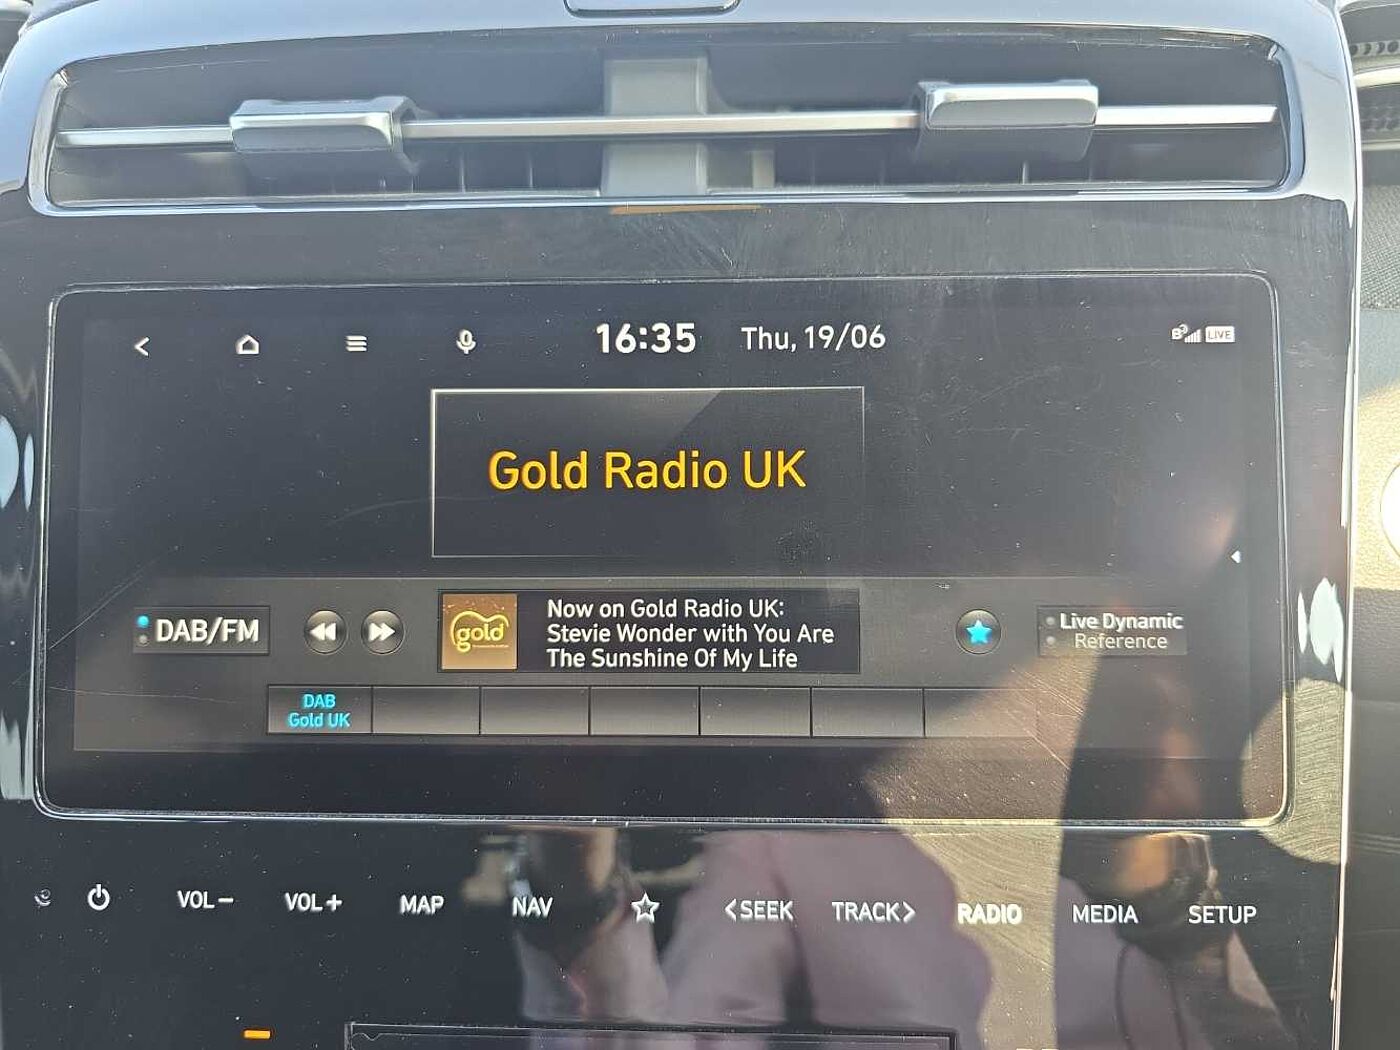 16:35 Thu, 19/06 LIVE
Gold Radio UK
DAB/FM
gold
Now on Gold Radio UK:
Stevie Wonder with You Are
The Sunshine Of My Life
Live Dynamic
Reference
DAB
Gold UK
VOL- VOL+ MAP NAV <SEEK TRACK> RADIO MEDIA SETUP